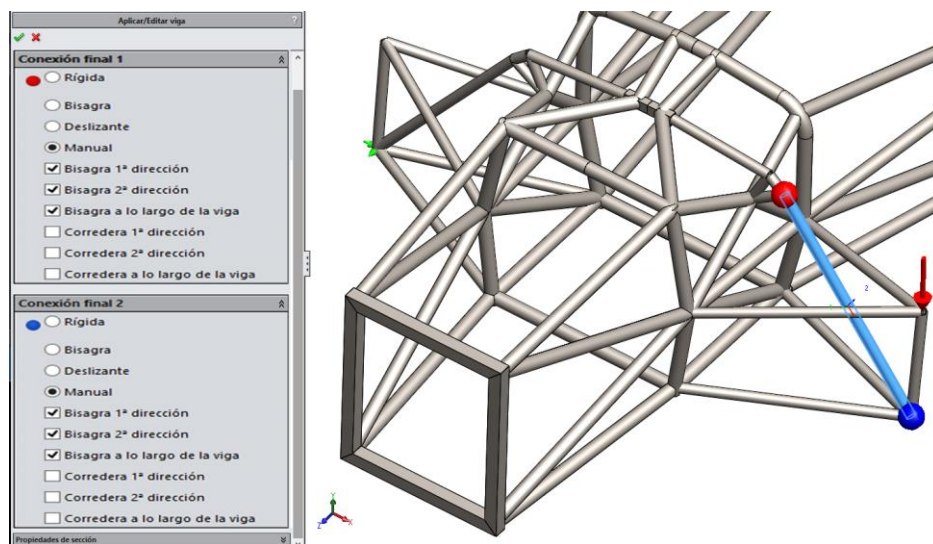 Aplicar/Editar viga
?
Conexión final 1
Rígida
Bisagra
Deslizante
Manual
Bisagra 1ª dirección
Bisagra 2ª dirección
Bisagra a lo largo de la viga
Corredera 1ª dirección
Corredera 2ª dirección
Corredera a lo largo de la viga
Conexión final 2
Rígida
Bisagra
Deslizante
Manual
Bisagra 1ª dirección
Bisagra 2ª dirección
Bisagra a lo largo de la viga
Corredera 1ª dirección
Corredera 2ª dirección
Corredera a lo largo de la viga
Propiedades de sección
2
Y
Z
X